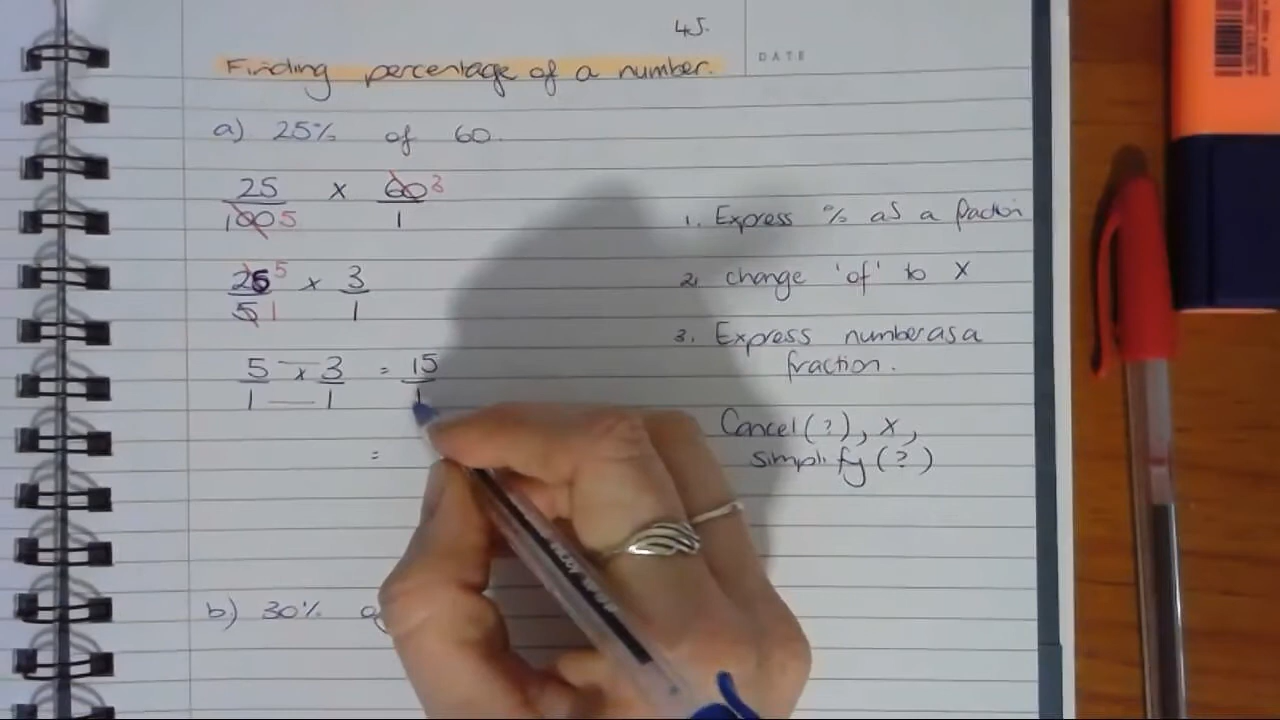 45.
DATE
Finding percentage of a number.
a) 25% of 60.
25 x 60 3
100 5 1
1. Express % as a fraction
25 5 x 3
5 1 1
2. change 'of' to x
3. Express number as a
fraction.
5 x 3 = 15
1 1 1
Cancel (?), x,
simplify (?)
=
b) 30%